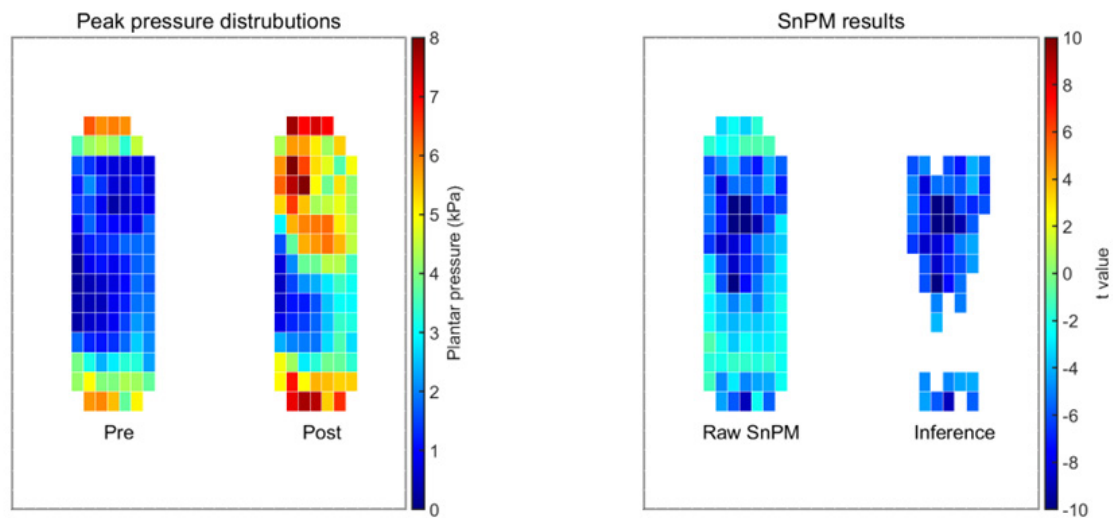 Peak pressure distrubutions
SnPM results
8
7
6
5
4
3
2
1
0
Plantar pressure (kPa)
Pre
Post
10
8
6
4
2
0
-2
-4
-6
-8
-10
t value
Raw SnPM
Inference